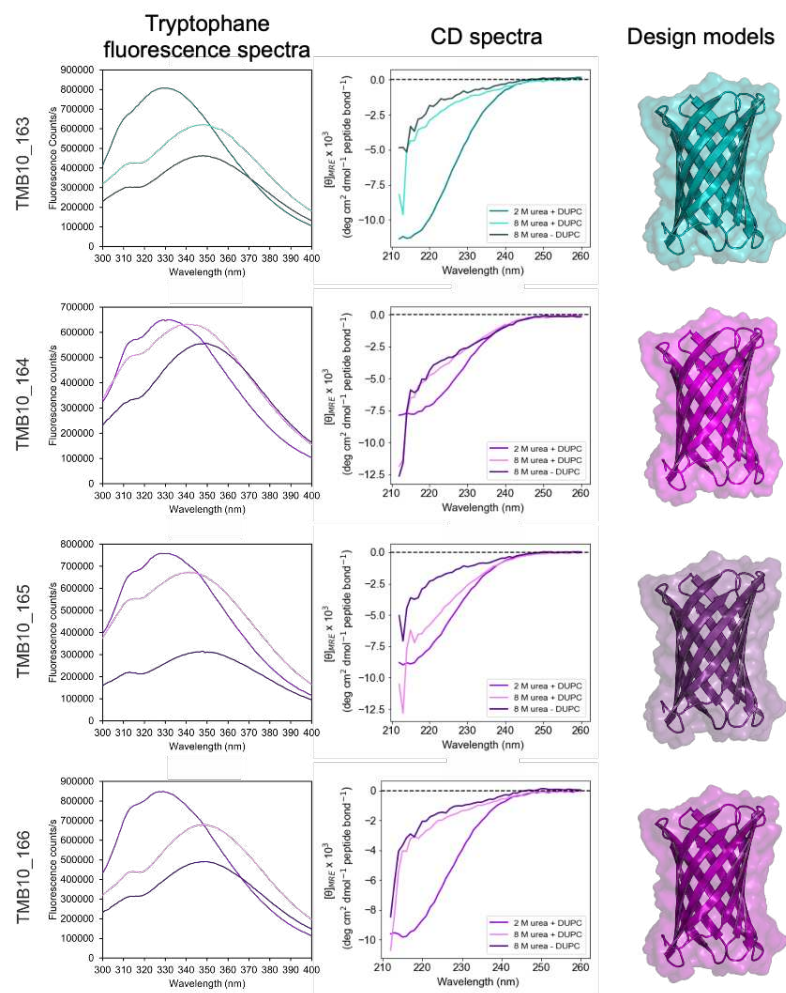 Tryptophane
fluorescence spectra
CD spectra
Design models
TMB10_163
900000
800000
700000
600000
500000
400000
300000
200000
100000
0
Fluorescence Counts/s
300 310 320 330 340 350 360 370 380 390 400
Wavelength (nm)
0.0
−2.5
−5.0
−7.5
−10.0
[θ]MRE x 10³
(deg cm² dmol⁻¹ peptide bond⁻¹)
2 M urea + DUPC
8 M urea + DUPC
8 M urea - DUPC
210 220 230 240 250 260
Wavelength (nm)
TMB10_164
700000
600000
500000
400000
300000
200000
100000
0
Fluorescence counts/s
300 310 320 330 340 350 360 370 380 390 400
Wavelength (nm)
0.0
−2.5
−5.0
−7.5
−10.0
−12.5
[θ]MRE x 10³
(deg cm² dmol⁻¹ peptide bond⁻¹)
2 M urea + DUPC
8 M urea + DUPC
8 M urea - DUPC
210 220 230 240 250 260
Wavelength (nm)
TMB10_165
800000
700000
600000
500000
400000
300000
200000
100000
0
Fluorescence counts/s
300 310 320 330 340 350 360 370 380 390 400
Wavelength (nm)
0.0
−2.5
−5.0
−7.5
−10.0
−12.5
[θ]MRE x 10³
(deg cm² dmol⁻¹ peptide bond⁻¹)
2 M urea + DUPC
8 M urea + DUPC
8 M urea - DUPC
210 220 230 240 250 260
Wavelength (nm)
TMB10_166
900000
800000
700000
600000
500000
400000
300000
200000
100000
0
Fluorescence Counts/s
300 310 320 330 340 350 360 370 380 390 400
Wavelength (nm)
0
−2
−4
−6
−8
−10
[θ]MRE x 10³
(deg cm² dmol⁻¹ peptide bond⁻¹)
2 M urea + DUPC
8 M urea + DUPC
8 M urea - DUPC
210 220 230 240 250 260
Wavelength (nm)